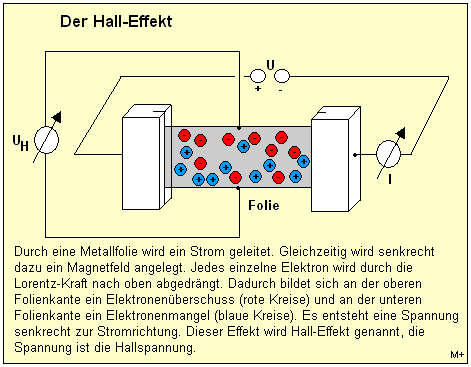 Der Hall-Effekt
U
+ -
UH
I
Folie
Durch eine Metallfolie wird ein Strom geleitet. Gleichzeitig wird senkrecht
dazu ein Magnetfeld angelegt. Jedes einzelne Elektron wird durch die
Lorentz-Kraft nach oben abgedrängt. Dadurch bildet sich an der oberen
Folienkante ein Elektronenüberschuss (rote Kreise) und an der unteren
Folienkante ein Elektronenmangel (blaue Kreise). Es entsteht eine Spannung
senkrecht zur Stromrichtung. Dieser Effekt wird Hall-Effekt genannt, die
Spannung ist die Hallspannung.
M+